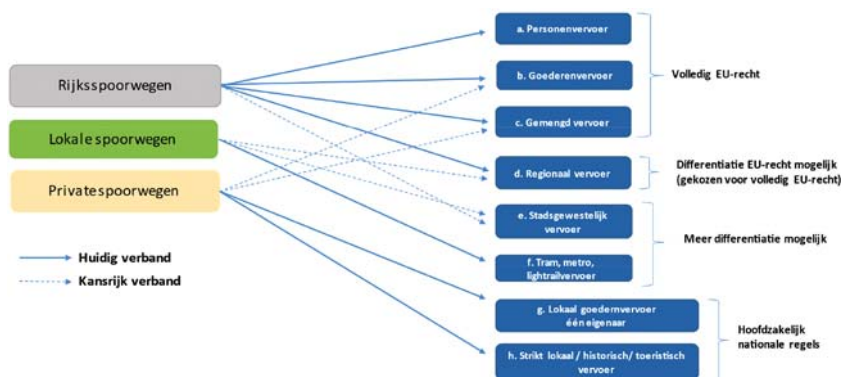 Rijksspoorwegen
Lokale spoorwegen
Private spoorwegen
Huidig verband
Kansrijk verband
a. Personenvervoer
b. Goederenvervoer
c. Gemengd vervoer
d. Regionaal vervoer
e. Stadsgewestelijk
vervoer
f. Tram, metro,
lightrailvervoer
g. Lokaal goedernvervoer
één eigenaar
h. Strikt lokaal / historisch/ toeristisch
vervoer
Volledig EU-recht
Differentiatie EU-recht mogelijk
(gekozen voor volledig EU-recht)
Meer differentiatie mogelijk
Hoofdzakelijk
nationale regels